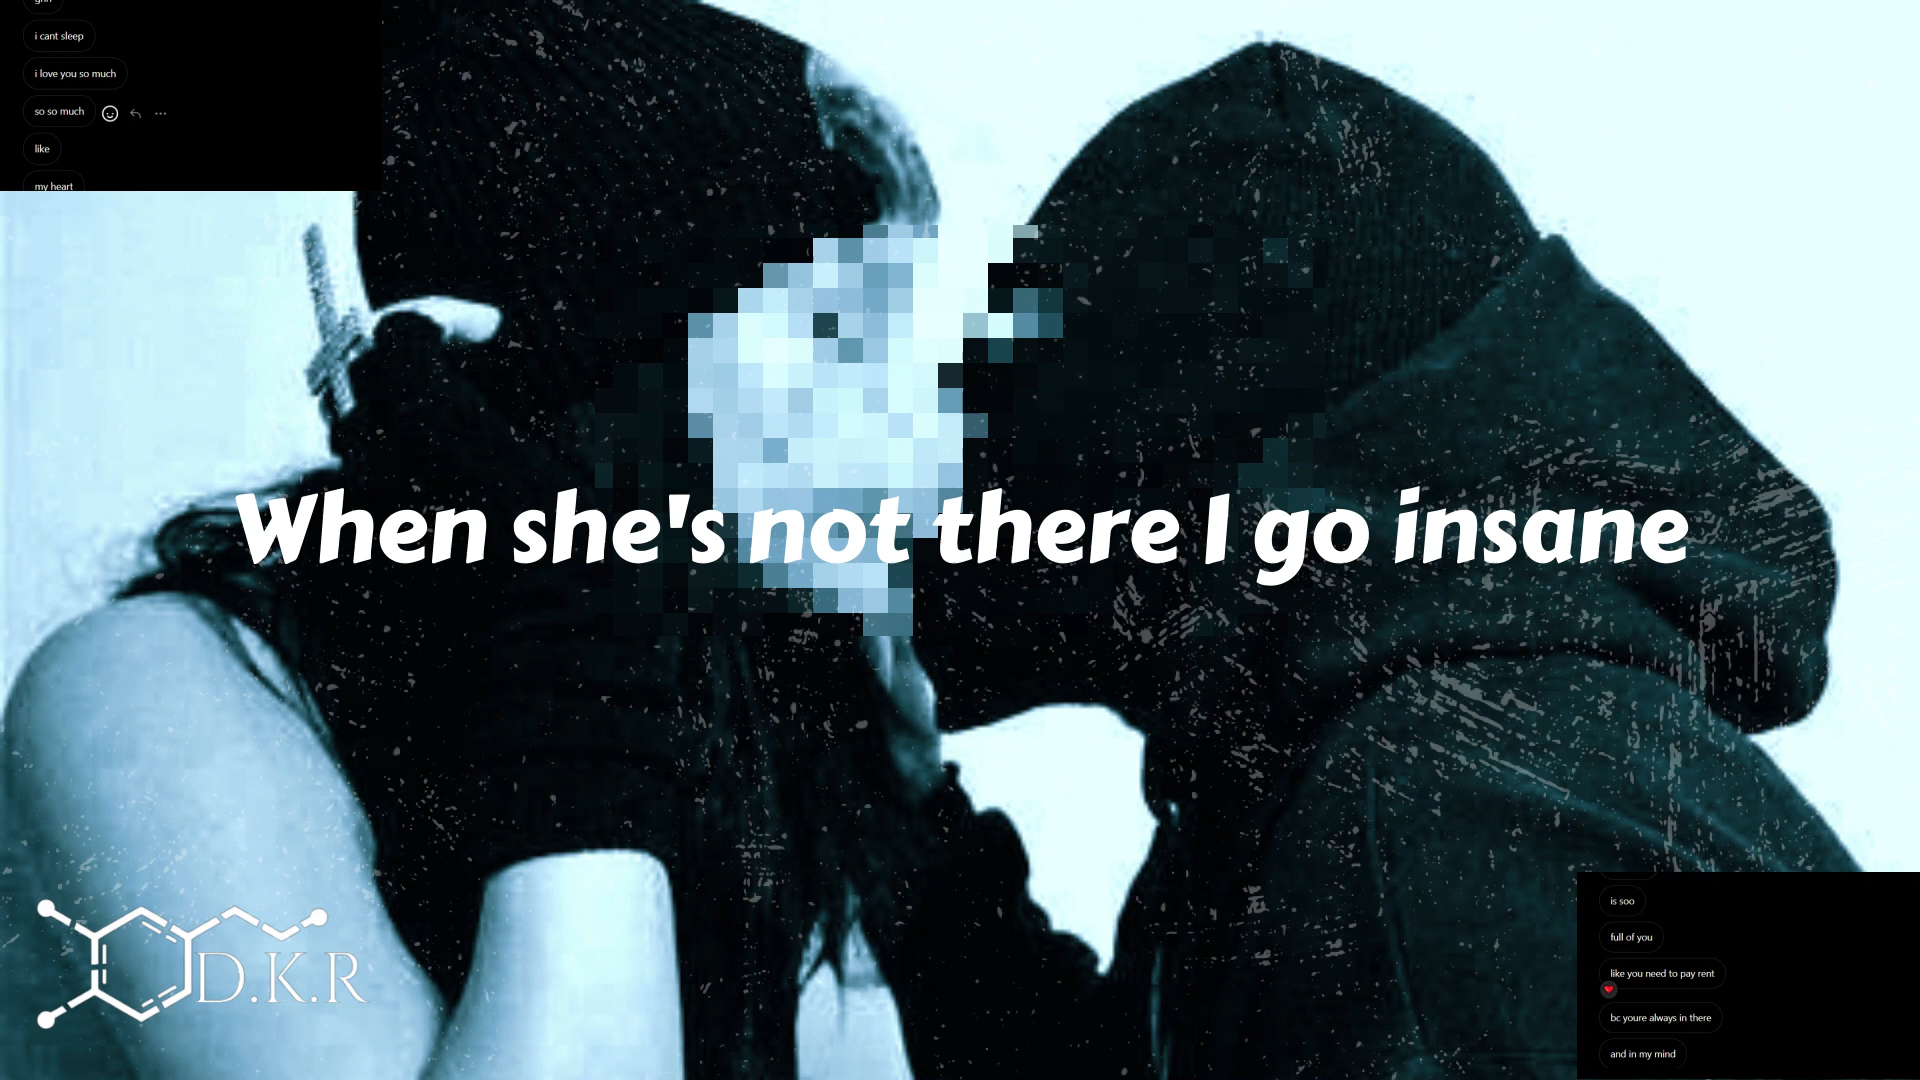 i cant sleep
i love you so much
so so much
like
my heart
When she's not there I go insane
D.K.R
is soo
full of you
like you need to pay rent
bc youre always in there
and in my mind